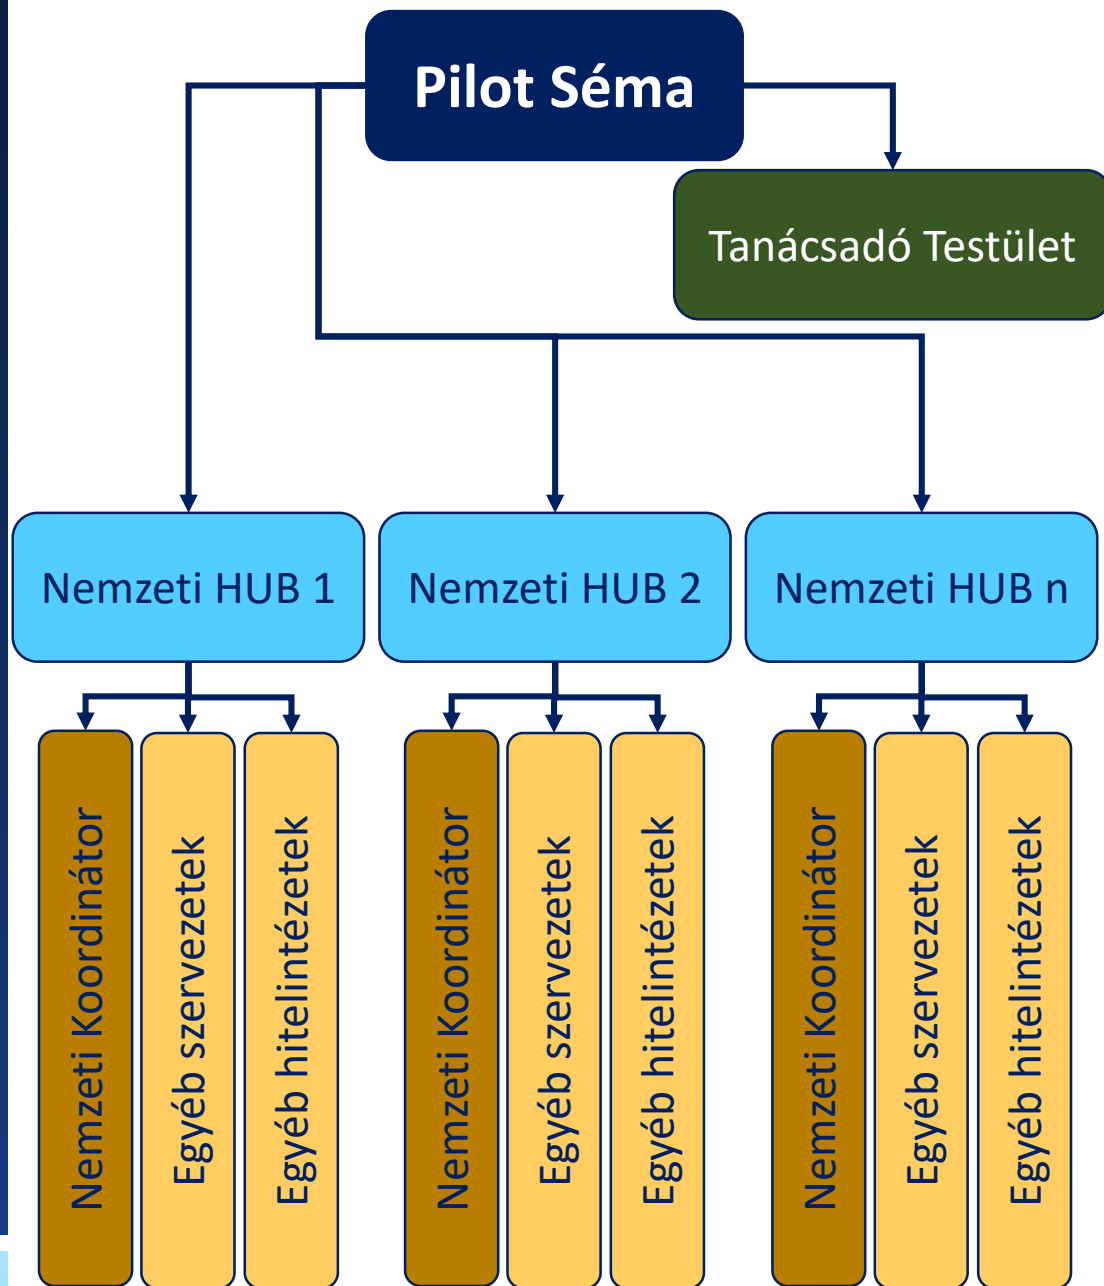 Pilot Séma
Tanácsadó Testület
Nemzeti HUB 1
Nemzeti HUB 2
Nemzeti HUB n
Nemzeti Koordinátor
Egyéb szervezetek
Egyéb hitelintézetek
Nemzeti Koordinátor
Egyéb szervezetek
Egyéb hitelintézetek
Nemzeti Koordinátor
Egyéb szervezetek
Egyéb hitelintézetek